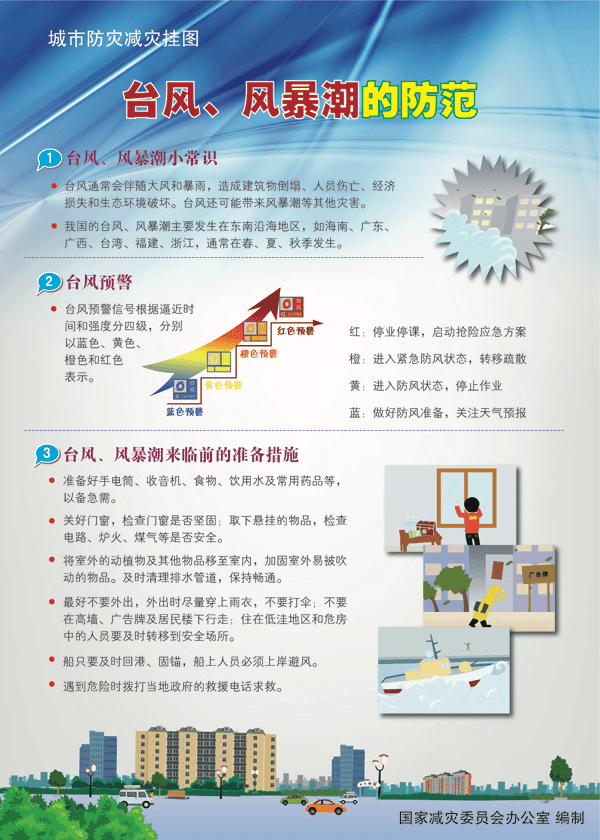 城市防灾减灾挂图
台风、风暴潮的防范
1 台风、风暴潮小常识
● 台风通常会伴随大风和暴雨，造成建筑物倒塌、人员伤亡、经济
损失和生态环境破坏。台风还可能带来风暴潮等其他灾害。
● 我国的台风、风暴潮主要发生在东南沿海地区，如海南、广东、
广西、台湾、福建、浙江，通常在春、夏、秋季发生。
2 台风预警
● 台风预警信号根据逼近时
间和强度分四级，分别
以蓝色、黄色、
橙色和红色
表示。
红色预警
橙色预警
黄色预警
蓝色预警
红：停业停课，启动抢险应急方案
橙：进入紧急防风状态，转移疏散
黄：进入防风状态，停止作业
蓝：做好防风准备，关注天气预报
3 台风、风暴潮来临前的准备措施
● 准备好手电筒、收音机、食物、饮用水及常用药品等，
以备急需。
● 关好门窗，检查门窗是否坚固；取下悬挂的物品，检查
电路、炉火、煤气等是否安全。
● 将室外的动植物及其他物品移至室内，加固室外易被吹
动的物品。及时清理排水管道，保持畅通。
● 最好不要外出，外出时尽量穿上雨衣，不要打伞；不要
在高墙、广告牌及居民楼下行走；住在低洼地区和危房
中的人员要及时转移到安全场所。
● 船只要及时回港、固锚，船上人员必须上岸避风。
● 遇到危险时拨打当地政府的救援电话求救。
广告牌
国家减灾委员会办公室 编制